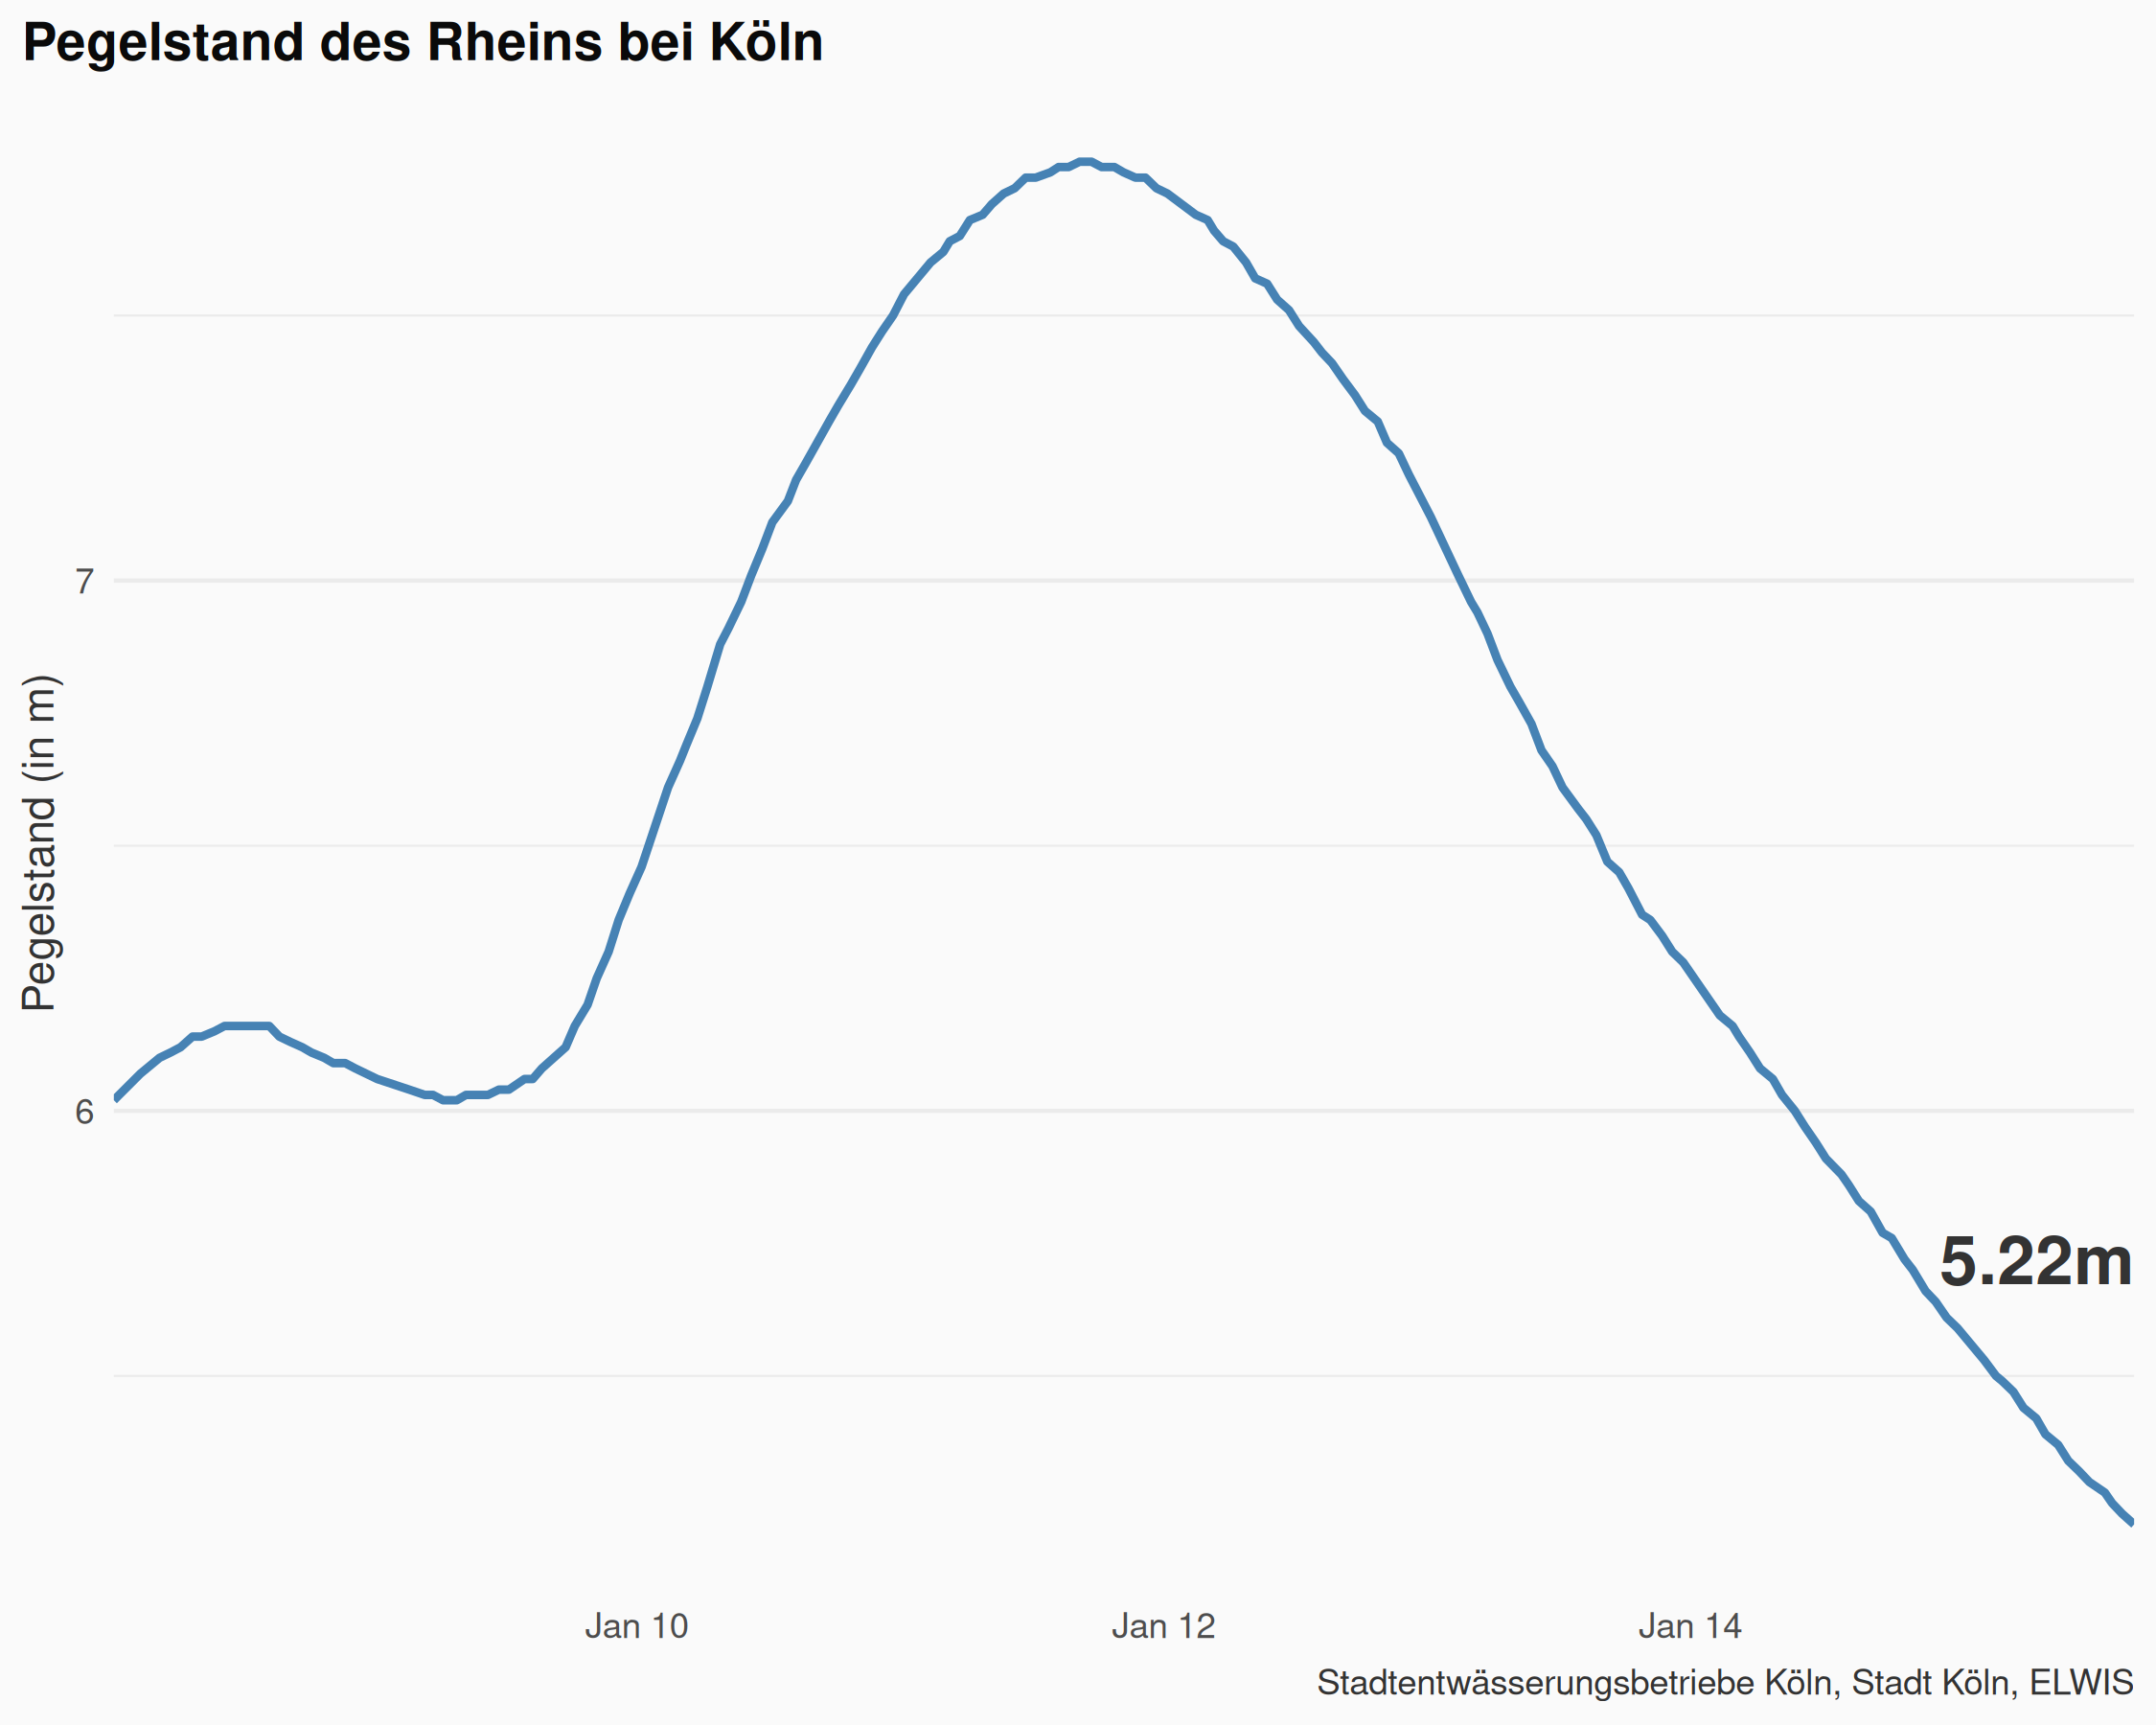 Pegelstand des Rheins bei Köln
Pegelstand (in m)
7
6
5.22m
Jan 10
Jan 12
Jan 14
Stadtentwässerungsbetriebe Köln, Stadt Köln, ELWIS